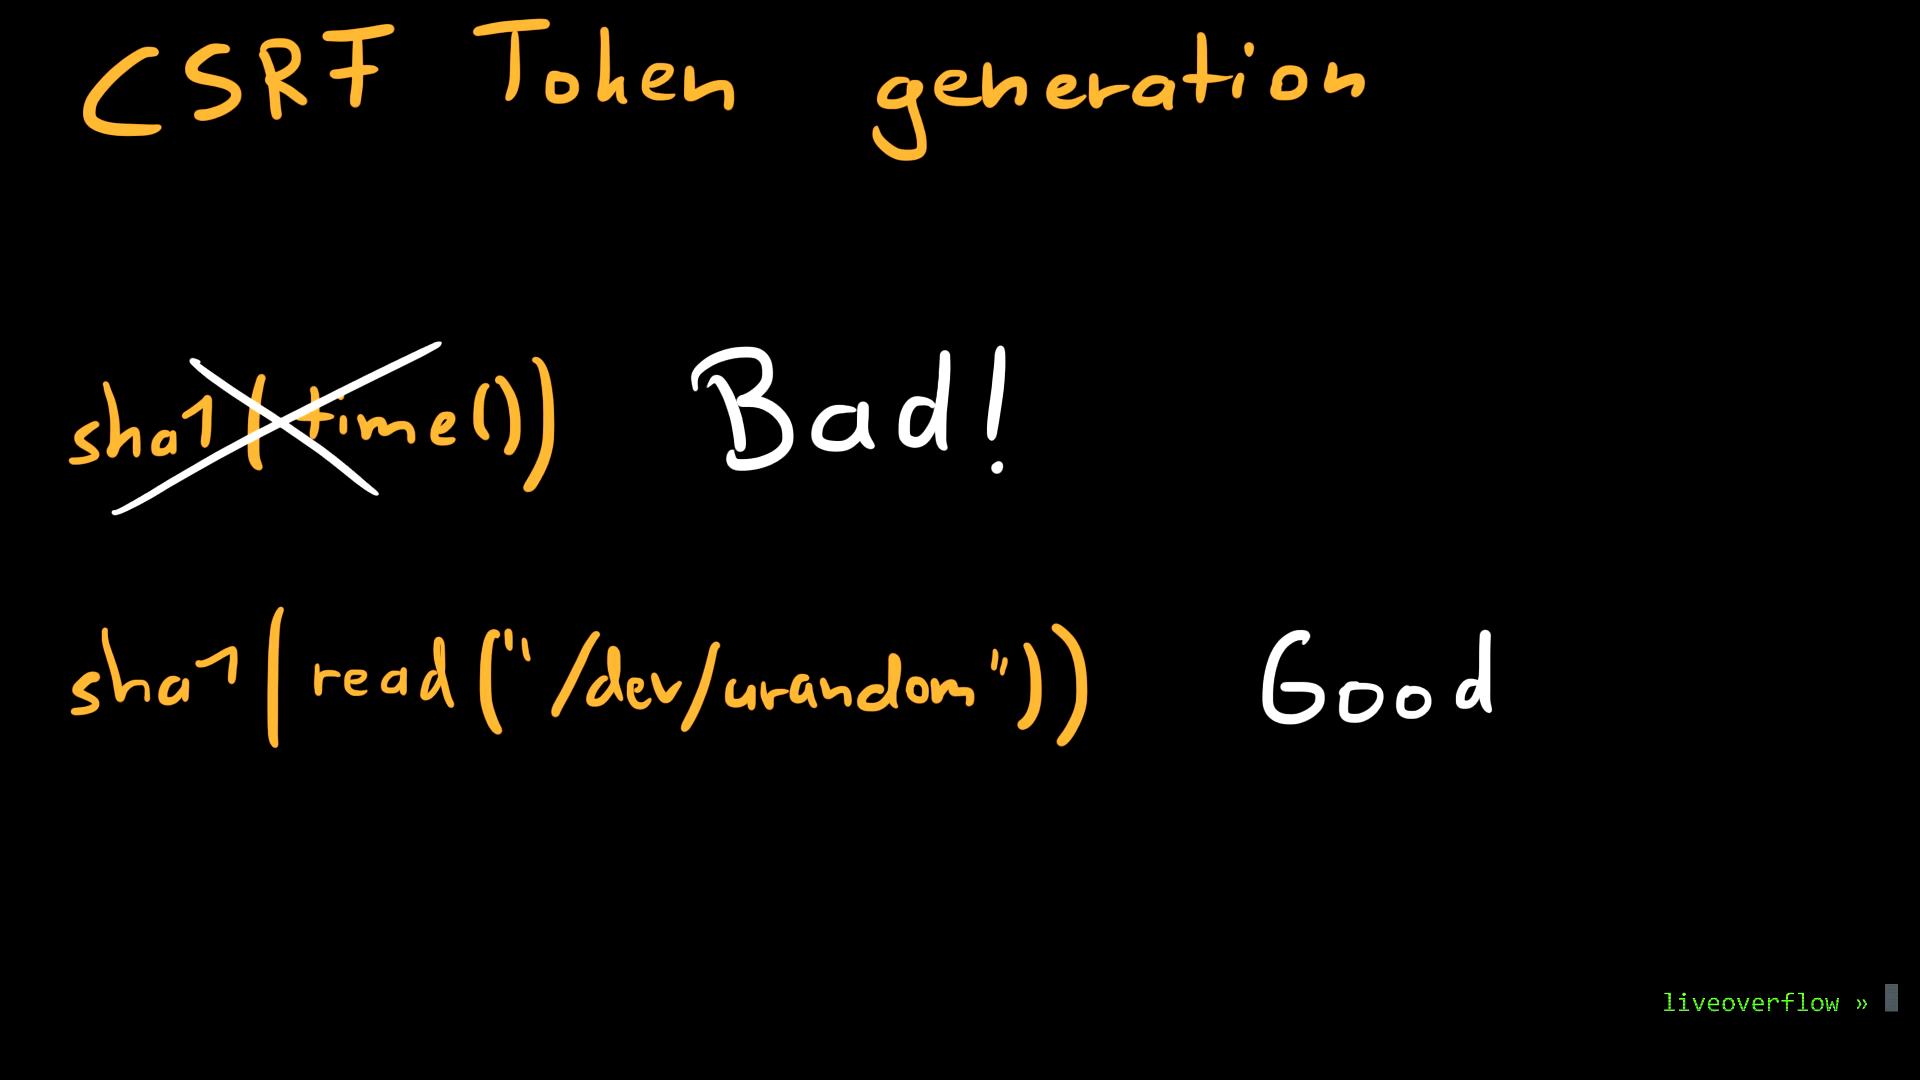 CSRF Token generation
sha1(time()) Bad!
sha1(read("/dev/urandom")) Good
liveoverflow »